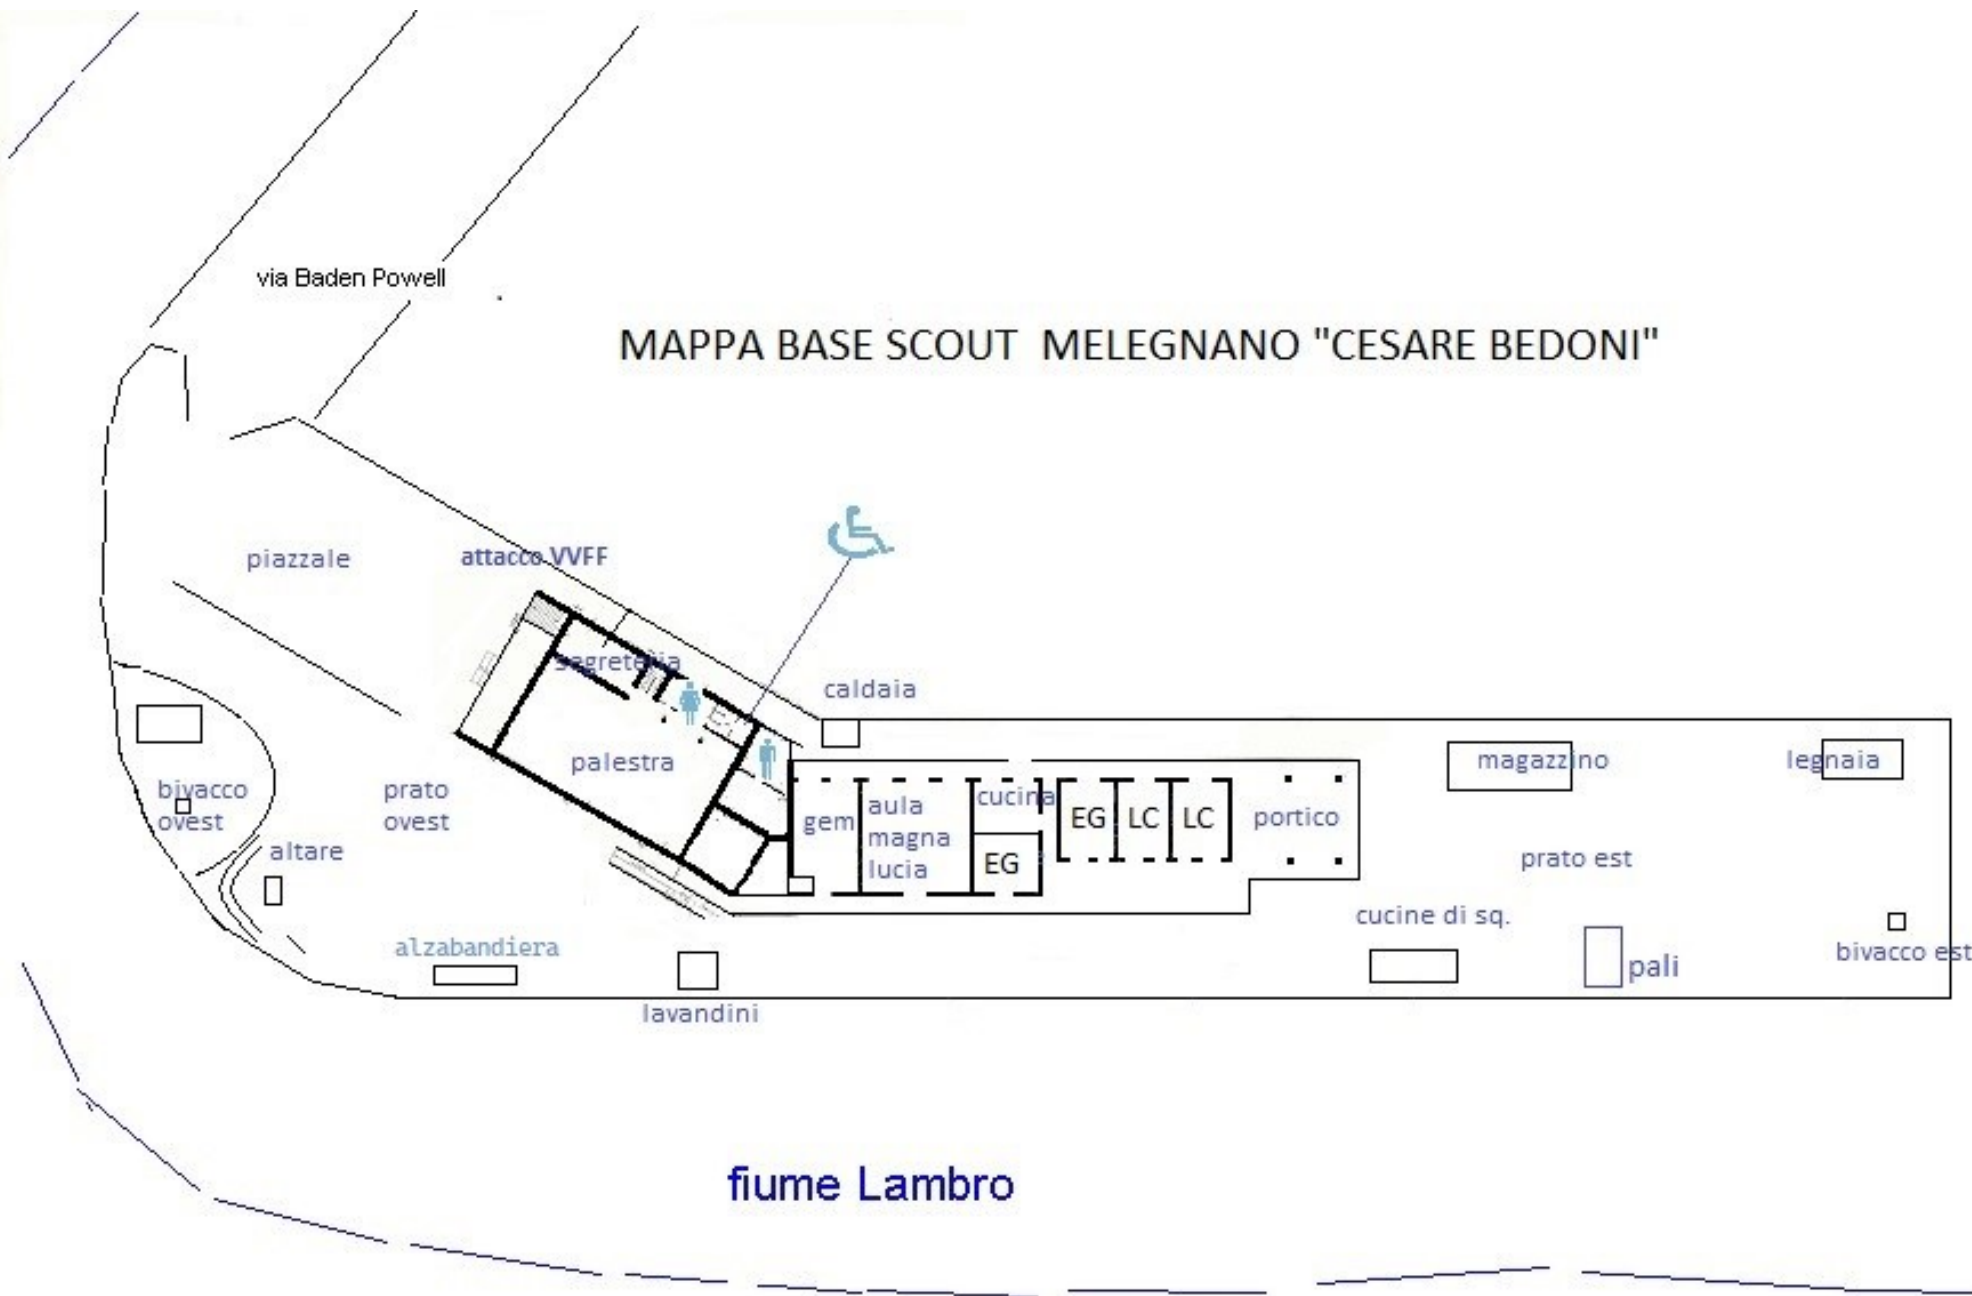 via Baden Powell
MAPPA BASE SCOUT MELEGNANO "CESARE BEDONI"
piazzale
attacco VVFF
segreteria
caldaia
palestra
magazzino
legnaia
bivacco
ovest
prato
ovest
gem
aula
magna
lucia
cucina
EG
EG
LC
LC
portico
altare
prato est
cucine di sq.
alzabandiera
pali
bivacco est
lavandini
fiume Lambro